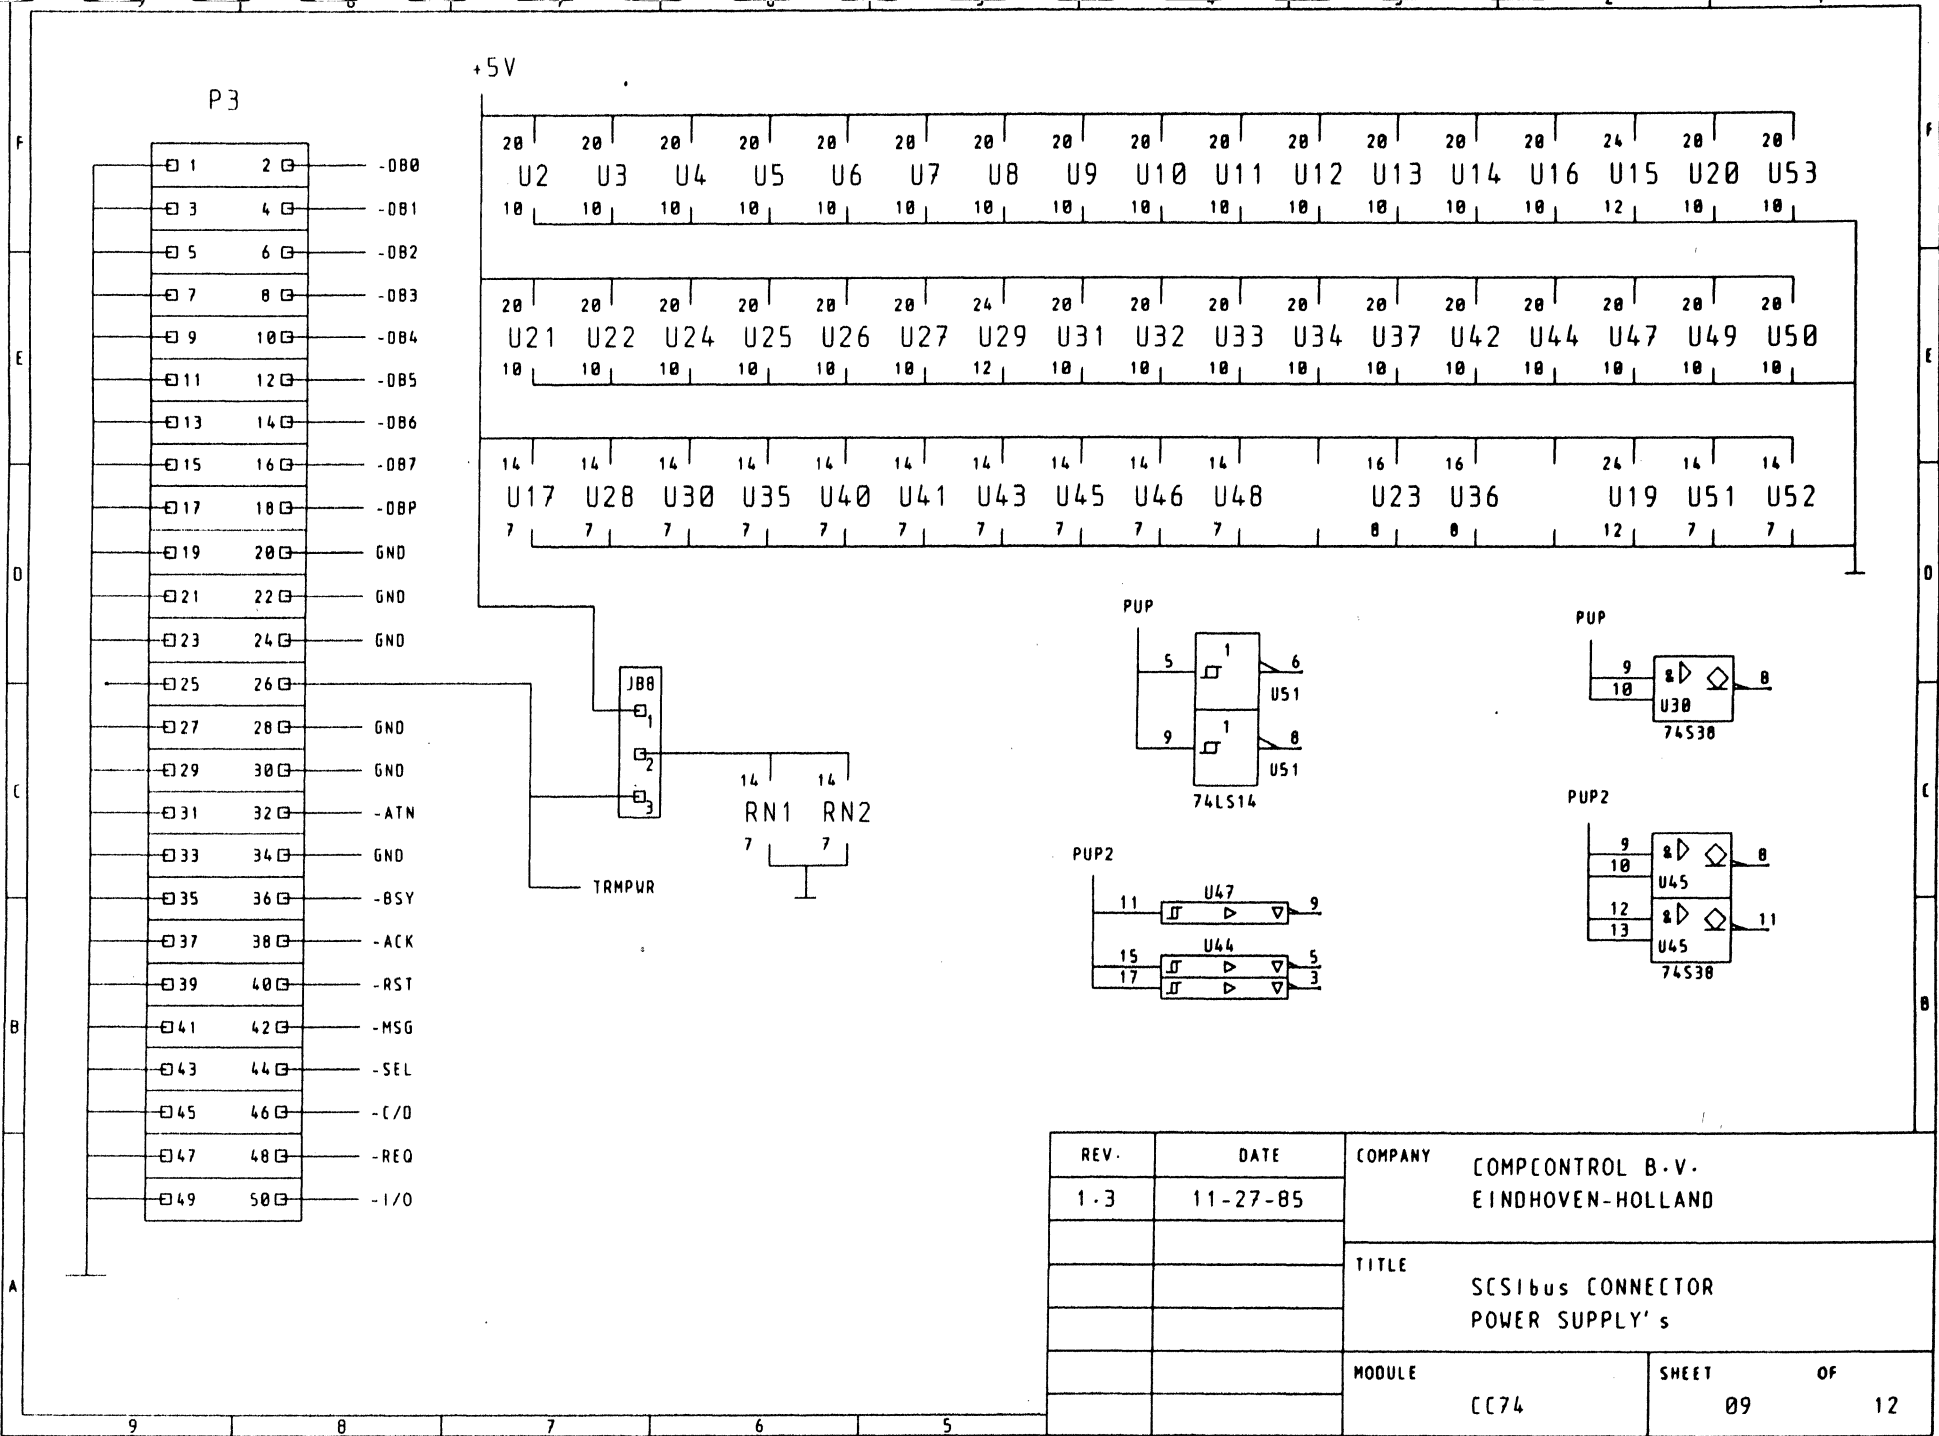 +5V
P3
1 2 -DB0
3 4 -DB1
5 6 -DB2
7 8 -DB3
9 10 -DB4
11 12 -DB5
13 14 -DB6
15 16 -DB7
17 18 -DBP
19 20 GND
21 22 GND
23 24 GND
25 26
27 28 GND
29 30 GND
31 32 -ATN
33 34 GND
35 36 -BSY
37 38 -ACK
39 40 -RST
41 42 -MSG
43 44 -SEL
45 46 -C/D
47 48 -REQ
49 50 -I/O
20 20 20 20 20 20 20 20 20 20 20 20 20 20 24 20 20
U2 U3 U4 U5 U6 U7 U8 U9 U10 U11 U12 U13 U14 U16 U15 U20 U53
10 10 10 10 10 10 10 10 10 10 10 10 10 10 12 10 10
20 20 20 20 20 20 24 20 20 20 20 20 20 20 20 20 20
U21 U22 U24 U25 U26 U27 U29 U31 U32 U33 U34 U37 U42 U44 U47 U49 U50
10 10 10 10 10 10 12 10 10 10 10 10 10 10 10 10 10
14 14 14 14 14 14 14 14 14 14 16 16 24 14 14
U17 U28 U30 U35 U40 U41 U43 U45 U46 U48 U23 U36 U19 U51 U52
7 7 7 7 7 7 7 7 7 7 8 8 12 7 7
JB8
1
2
3
14 14
RN1 RN2
7 7
TRMPWR
PUP
5 1 6
U51
9 1 8
U51
74LS14
PUP
9 & 8
10
U30
74S38
PUP2
11 U47 9
15 U44 5
17 3
PUP2
9 & 8
10
U45
12 & 11
13
U45
74S38
REV. DATE
1.3 11-27-85
COMPANY
COMPCONTROL B.V.
EINDHOVEN-HOLLAND
TITLE
SCSIbus CONNECTOR
POWER SUPPLY's
MODULE
CC74
SHEET OF
09 12
F
E
D
C
B
A
F
E
D
C
B
9 8 7 6 5